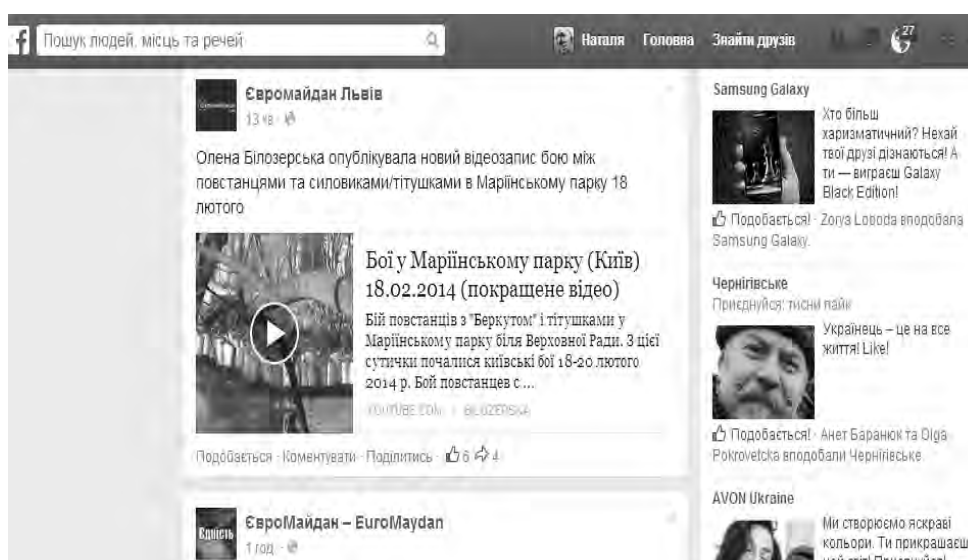 f
Пошук людей, місць та речей
Наталя Головна Знайти друзів
27
Євромайдан Львів
13 хв ·
Олена Білозерська опублікувала новий відеозапис бою між
повстанцями та силовиками/тітушками в Маріїнському парку 18
лютого
Бої у Маріїнському парку (Київ)
18.02.2014 (покращене відео)
Бій повстанців з "Беркутом" і тітушками у
Маріїнському парку біля Верховної Ради. З цієї
сутички почалися київські бої 18-20 лютого
2014 р. Бой повстанцев с ...
YOUTUBE.COM | BILOZERSKA
Подобається · Коментувати · Поділитись · 6 4
Єдність
ЄвроМайдан – EuroMaydan
1 год ·
Samsung Galaxy
Хто більш
харизматичний? Нехай
твої друзі дізнаються! А
ти — виграєш Galaxy
Black Edition!
Подобається! · Zorya Loboda вподобала
Samsung Galaxy.
Чернігівське
Приєднуйся: тисни лайк
Українець – це на все
життя! Like!
Подобається! · Анет Баранюк та Olga
Pokrovetcka вподобали Чернігівське
AVON Ukraine
Ми створюємо яскраві
кольори. Ти прикрашаєш